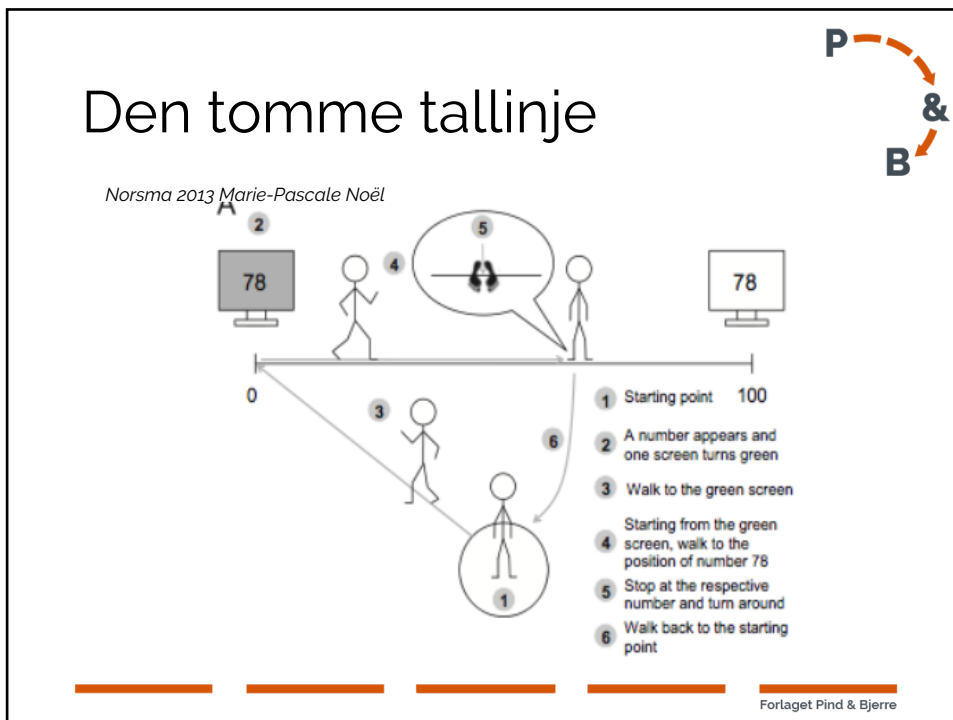 P
&
B
Den tomme tallinje
Norsma 2013 Marie-Pascale Noël
A
2
5
4
78
78
0
100
3
6
1
1 Starting point
2 A number appears and
one screen turns green
3 Walk to the green screen
4 Starting from the green
screen, walk to the
position of number 78
5 Stop at the respective
number and turn around
6 Walk back to the starting
point
Forlaget Pind & Bjerre